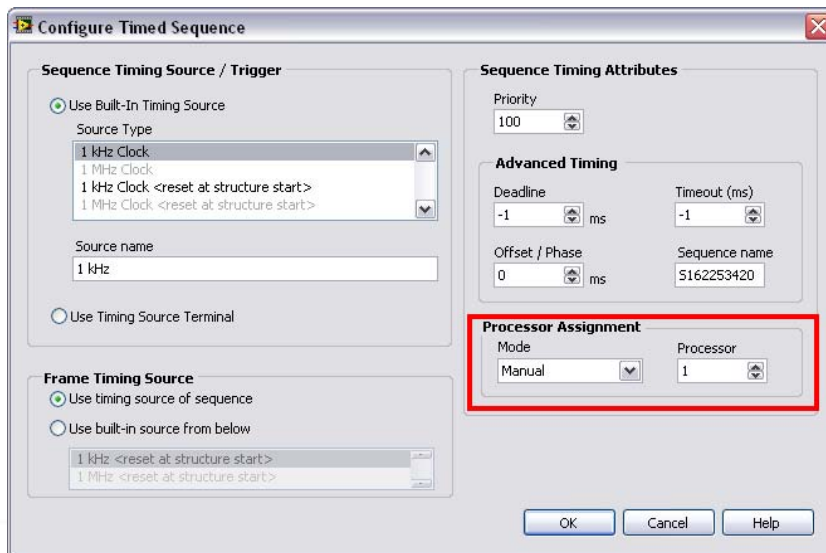 Configure Timed Sequence
Sequence Timing Source / Trigger
Use Built-In Timing Source
Source Type
1 kHz Clock
1 MHz Clock
1 kHz Clock <reset at structure start>
1 MHz Clock <reset at structure start>
Source name
1 kHz
Use Timing Source Terminal
Frame Timing Source
Use timing source of sequence
Use built-in source from below
1 kHz <reset at structure start>
1 MHz <reset at structure start>
Sequence Timing Attributes
Priority
100
Advanced Timing
Deadline
-1 ms
Timeout (ms)
-1
Offset / Phase
0 ms
Sequence name
S162253420
Processor Assignment
Mode
Manual
Processor
1
OK Cancel Help